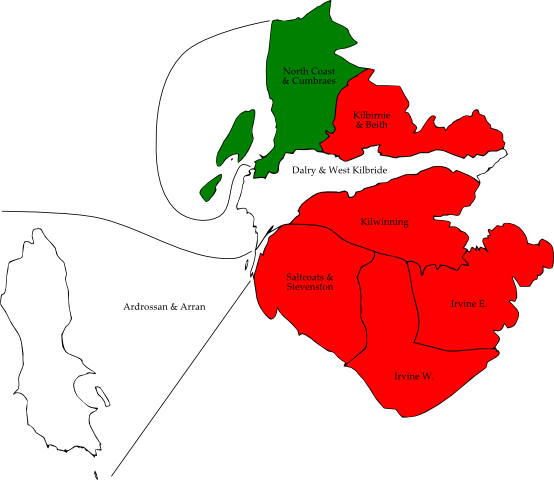 North Coast
& Cumbraes
Kilbirnie
& Beith
Dalry & West Kilbride
Kilwinning
Saltcoats &
Stevenston
Ardrossan & Arran
Irvine E.
Irvine W.